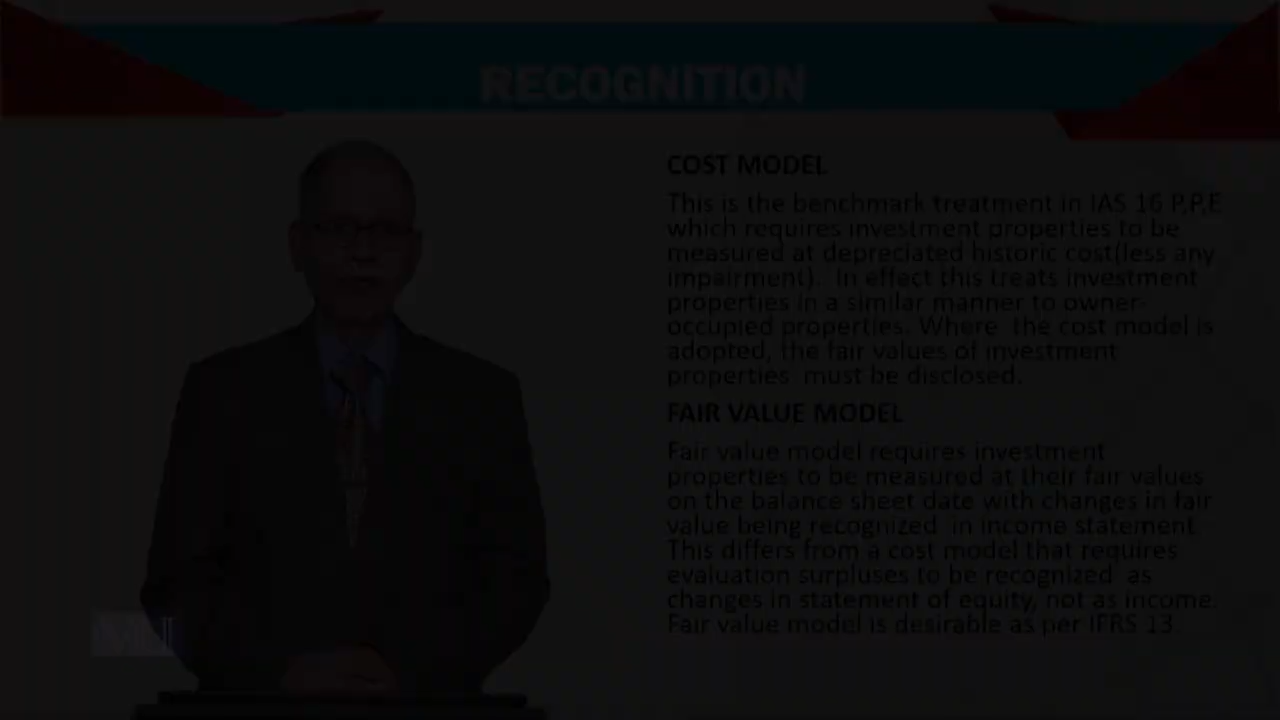 RECOGNITION
COST MODEL
This is the benchmark treatment in IAS 16 P,P,E
which requires investment properties to be
measured at depreciated historic cost(less any
impairment). In effect this treats investment
properties in a similar manner to owner-
occupied properties. Where the cost model is
adopted, the fair values of investment
properties must be disclosed.
FAIR VALUE MODEL
Fair value model requires investment
properties to be measured at their fair values
on the balance sheet date with changes in fair
value being recognized in income statement.
This differs from a cost model that requires
evaluation surpluses to be recognized as
changes in statement of equity, not as income.
Fair value model is desirable as per IFRS 13.